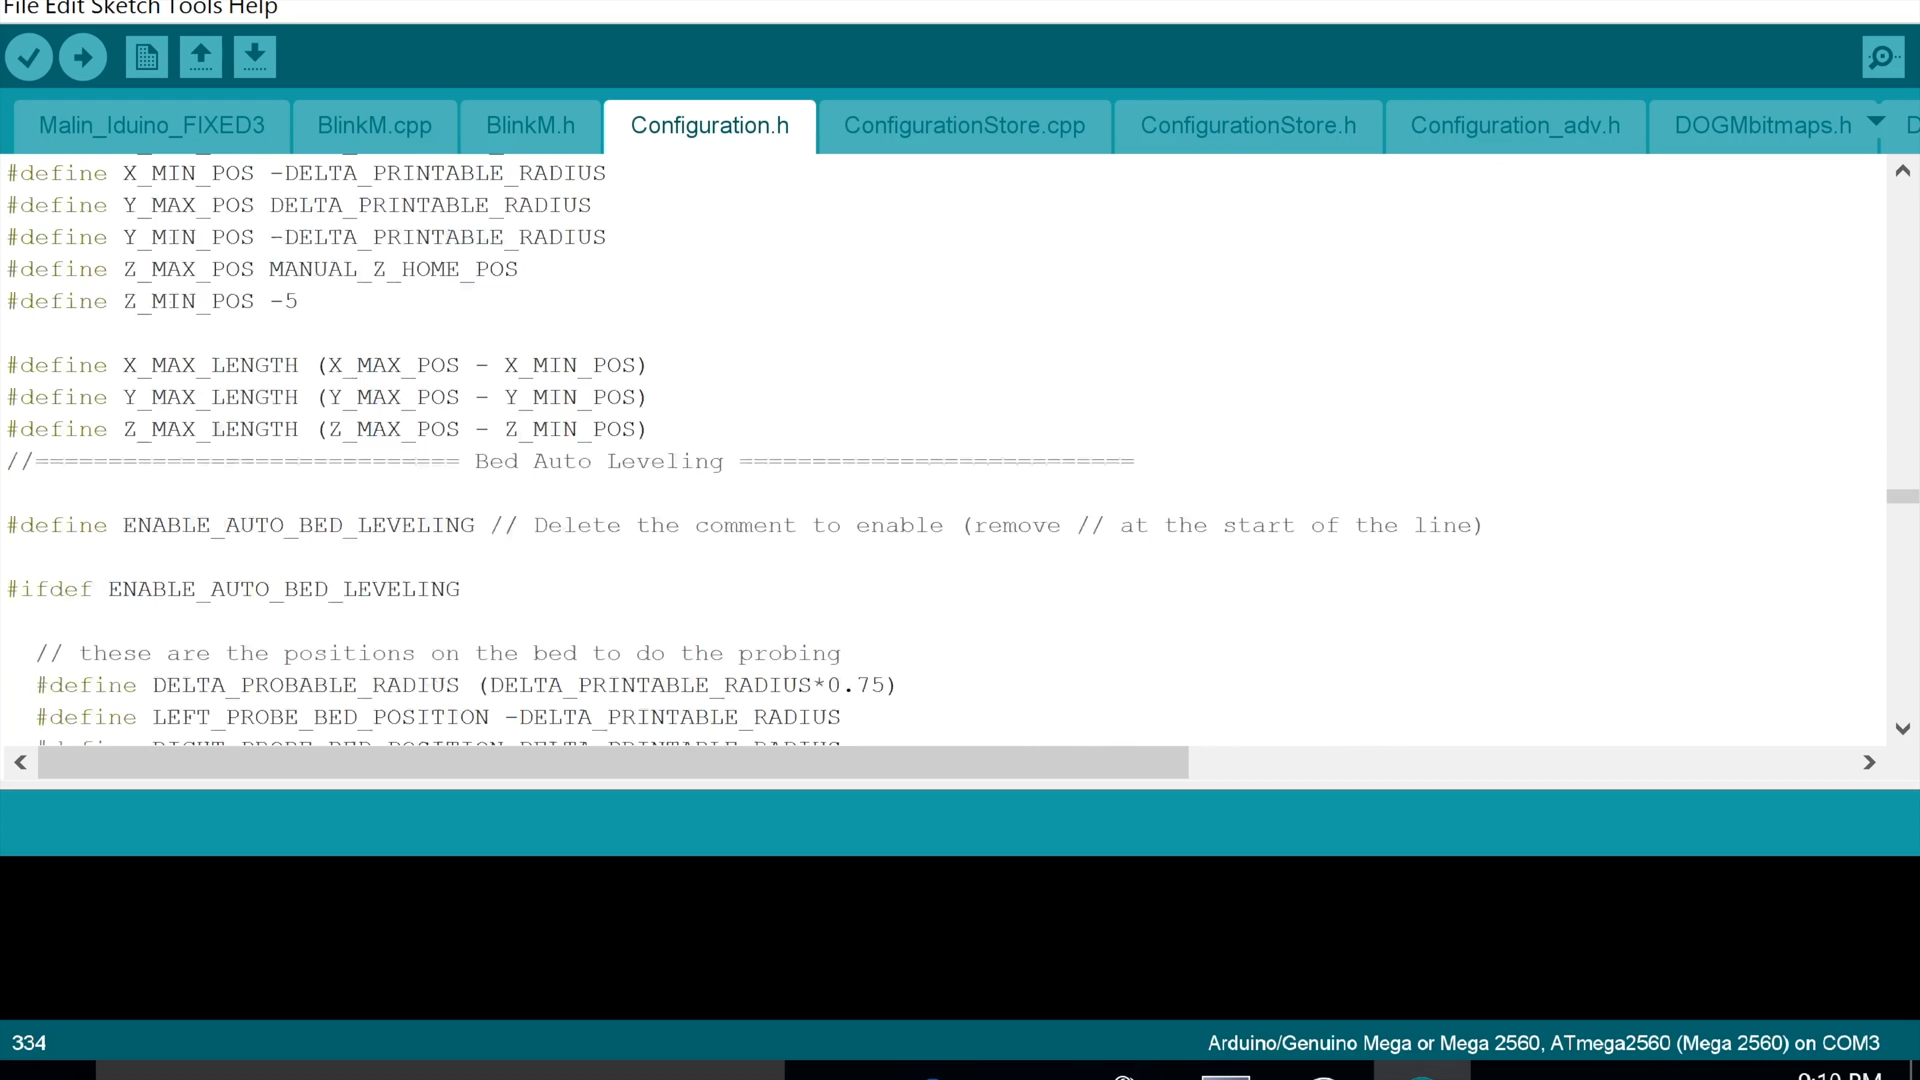 File Edit Sketch Tools Help
Malin_Iduino_FIXED3 BlinkM.cpp BlinkM.h Configuration.h ConfigurationStore.cpp ConfigurationStore.h Configuration_adv.h DOGMbitmaps.h
#define X_MIN_POS -DELTA_PRINTABLE_RADIUS
#define Y_MAX_POS DELTA_PRINTABLE_RADIUS
#define Y_MIN_POS -DELTA_PRINTABLE_RADIUS
#define Z_MAX_POS MANUAL_Z_HOME_POS
#define Z_MIN_POS -5
#define X_MAX_LENGTH (X_MAX_POS - X_MIN_POS)
#define Y_MAX_LENGTH (Y_MAX_POS - Y_MIN_POS)
#define Z_MAX_LENGTH (Z_MAX_POS - Z_MIN_POS)
//============================= Bed Auto Leveling ===========================
#define ENABLE_AUTO_BED_LEVELING // Delete the comment to enable (remove // at the start of the line)
#ifdef ENABLE_AUTO_BED_LEVELING
// these are the positions on the bed to do the probing
#define DELTA_PROBABLE_RADIUS (DELTA_PRINTABLE_RADIUS*0.75)
#define LEFT_PROBE_BED_POSITION -DELTA_PRINTABLE_RADIUS
#define RIGHT_PROBE_BED_POSITION DELTA_PRINTABLE_RADIUS
334 Arduino/Genuino Mega or Mega 2560, ATmega2560 (Mega 2560) on COM3